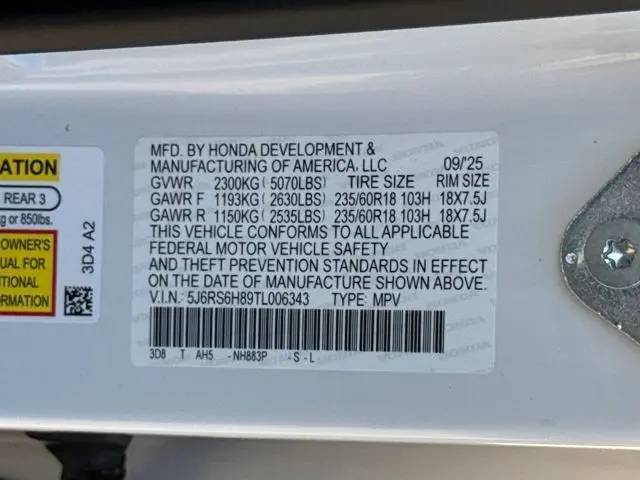 ATION
REAR 3
kg or 850lbs.
OWNER'S
UAL FOR
TIONAL
ORMATION
3D4 A2
MFD. BY HONDA DEVELOPMENT &
MANUFACTURING OF AMERICA, LLC 09/'25
GVWR 2300KG( 5070LBS) TIRE SIZE RIM SIZE
GAWR F 1193KG( 2630LBS) 235/60R18 103H 18X7.5J
GAWR R 1150KG( 2535LBS) 235/60R18 103H 18X7.5J
THIS VEHICLE CONFORMS TO ALL APPLICABLE
FEDERAL MOTOR VEHICLE SAFETY
AND THEFT PREVENTION STANDARDS IN EFFECT
ON THE DATE OF MANUFACTURE SHOWN ABOVE.
V.I.N.: 5J6RS6H89TL006343 TYPE: MPV
3D8 T AH5 -NH883P -S-L